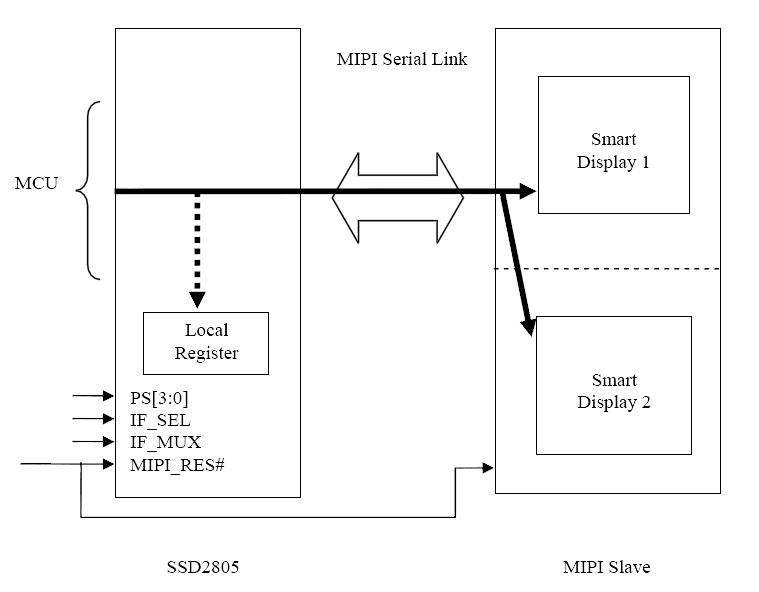 MIPI Serial Link
Smart
Display 1
MCU
Local
Register
Smart
Display 2
PS[3:0]
IF_SEL
IF_MUX
MIPI_RES#
SSD2805
MIPI Slave